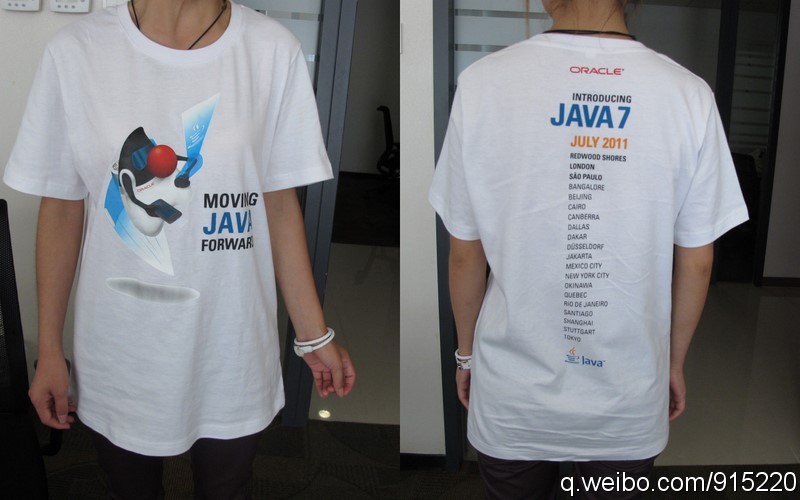 ORACLE
MOVING
JAVA
FORWARD
ORACLE
INTRODUCING
JAVA 7
JULY 2011
REDWOOD SHORES
LONDON
SÃO PAULO
BANGALORE
BEIJING
CAIRO
CANBERRA
DALLAS
DAKAR
DÜSSELDORF
JAKARTA
MEXICO CITY
NEW YORK CITY
OKINAWA
QUEBEC
RIO DE JANEIRO
SANTIAGO
SHANGHAI
STUTTGART
TOKYO
Java
q.weibo.com/915220